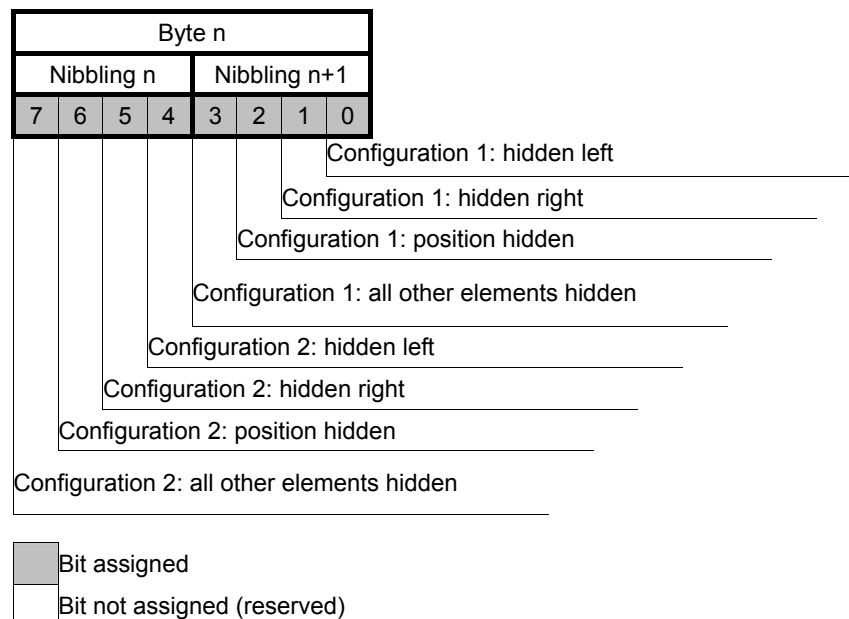 Byte n
Nibbling n Nibbling n+1
7 6 5 4 3 2 1 0
Configuration 1: hidden left
Configuration 1: hidden right
Configuration 1: position hidden
Configuration 1: all other elements hidden
Configuration 2: hidden left
Configuration 2: hidden right
Configuration 2: position hidden
Configuration 2: all other elements hidden
Bit assigned
Bit not assigned (reserved)